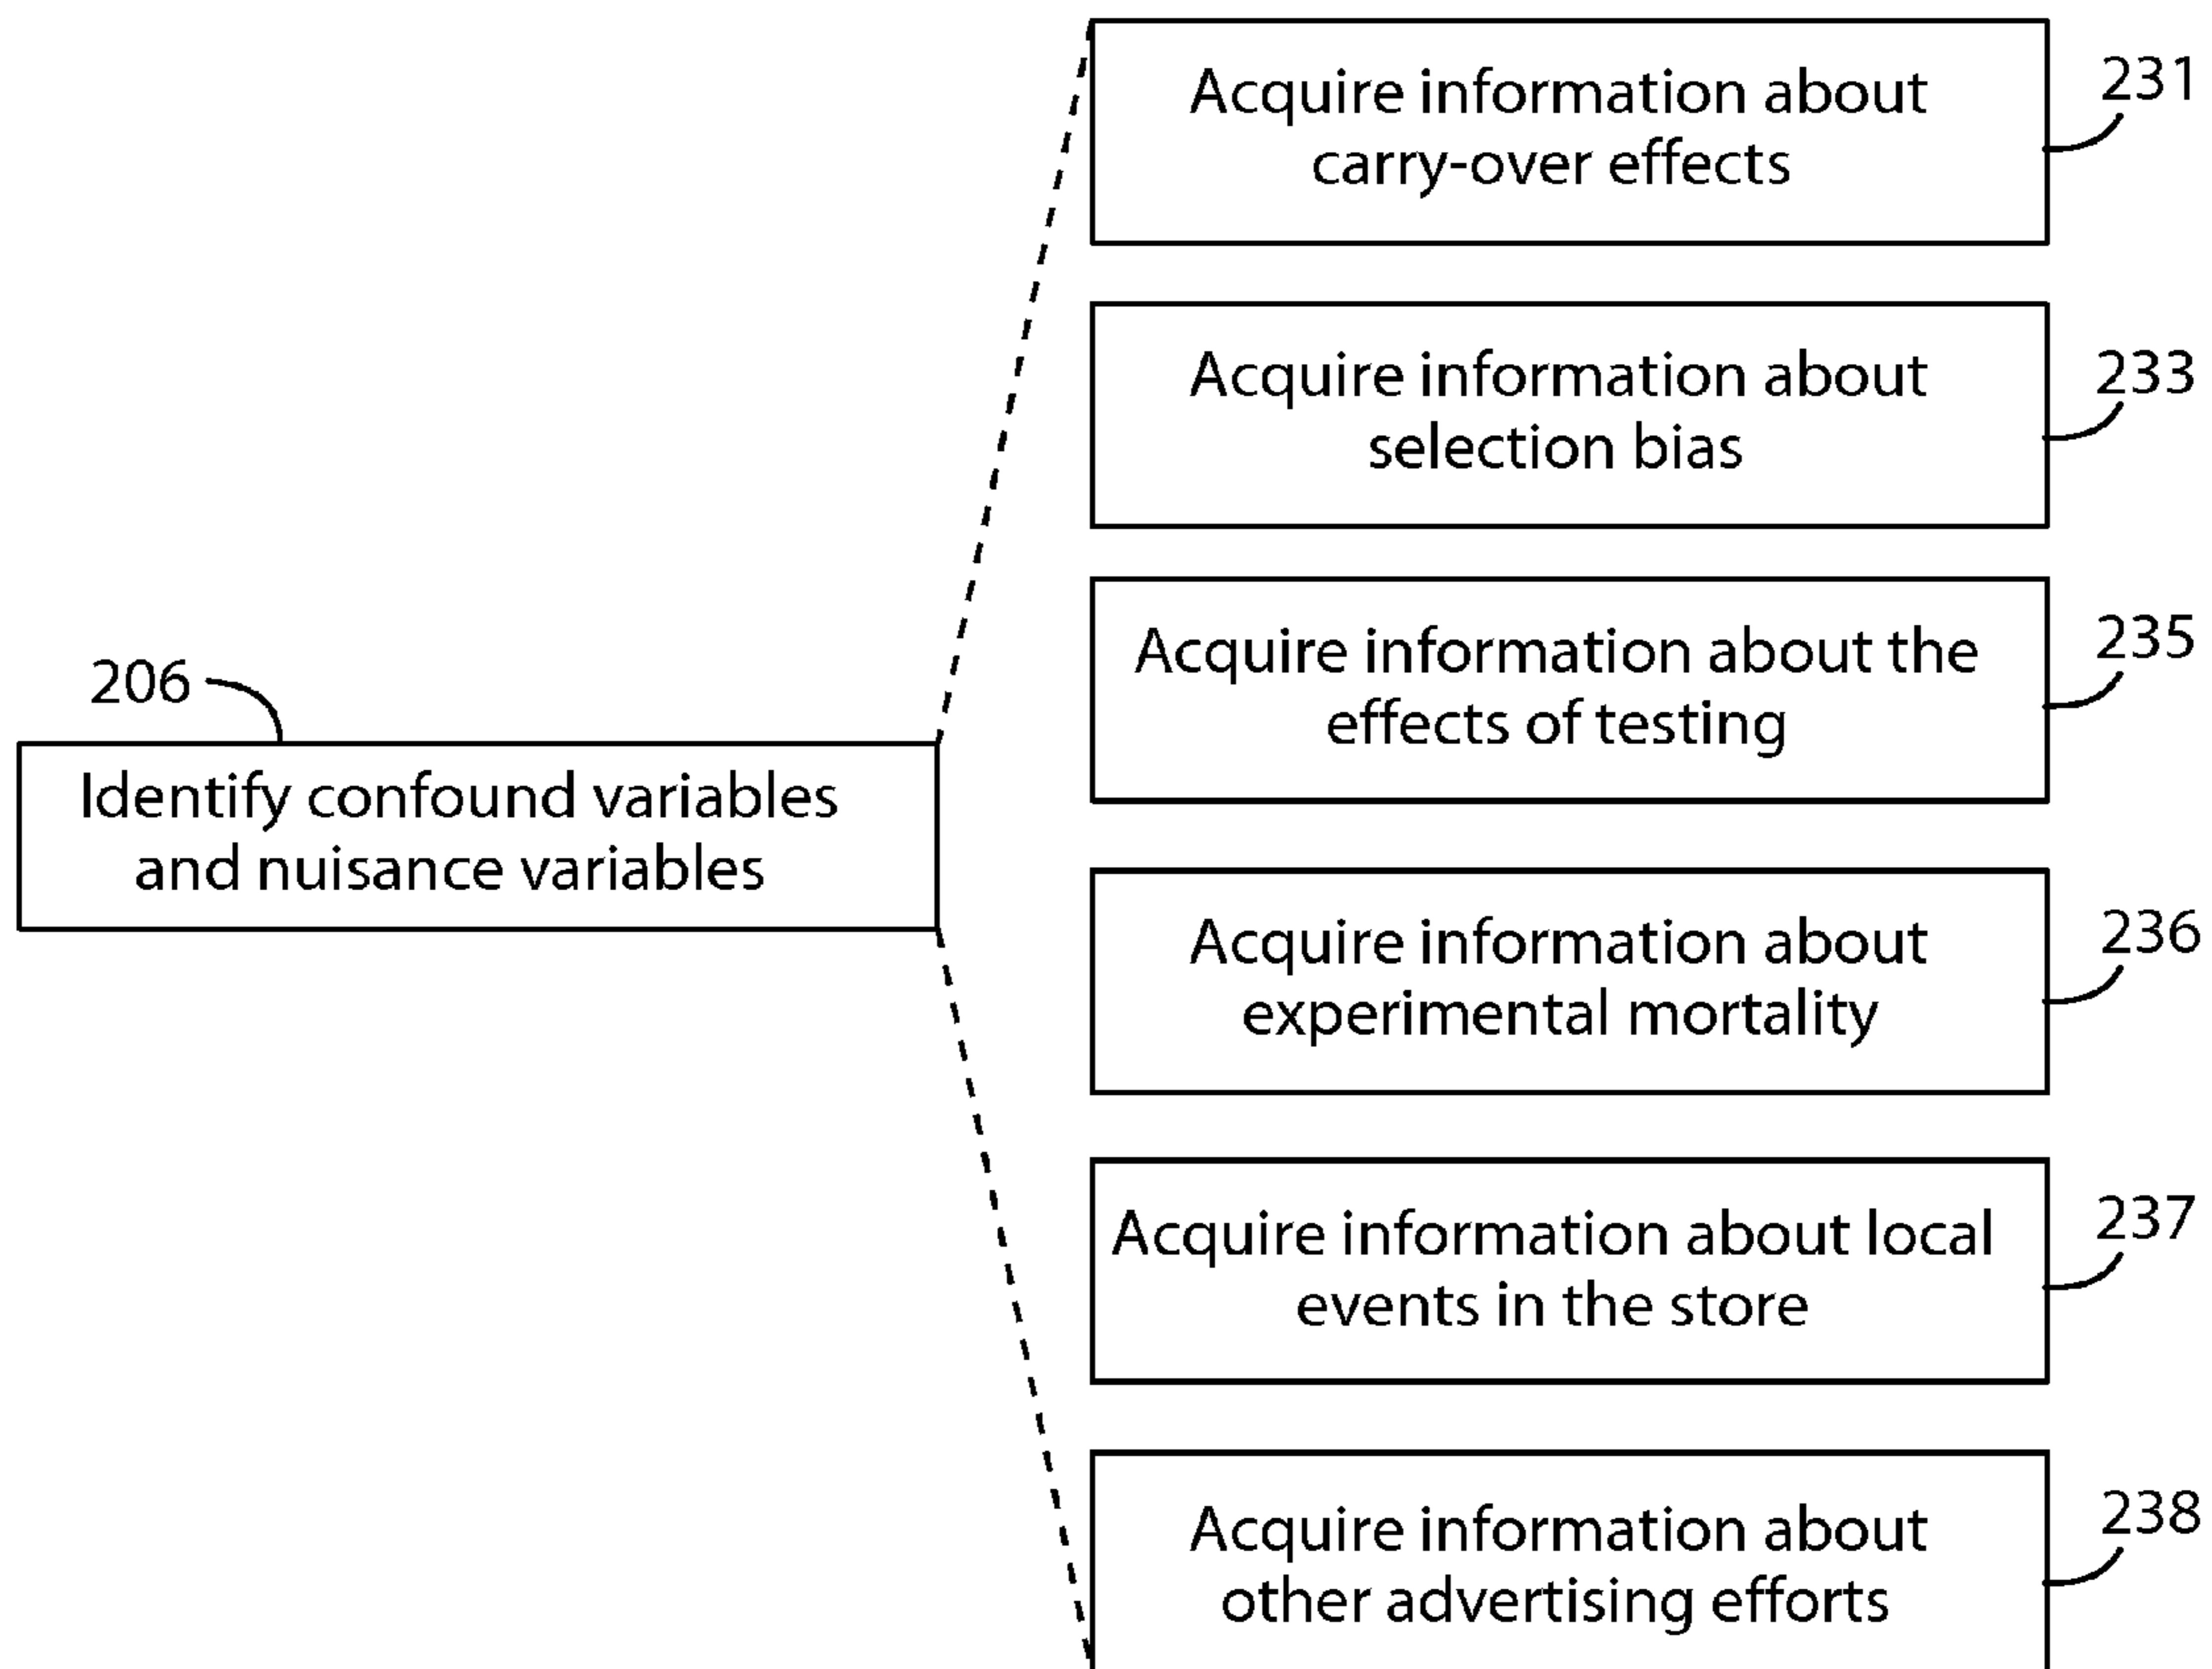 206
Identify confound variables
and nuisance variables
Acquire information about
carry-over effects
231
Acquire information about
selection bias
233
Acquire information about the
effects of testing
235
Acquire information about
experimental mortality
236
Acquire information about local
events in the store
237
Acquire information about
other advertising efforts
238